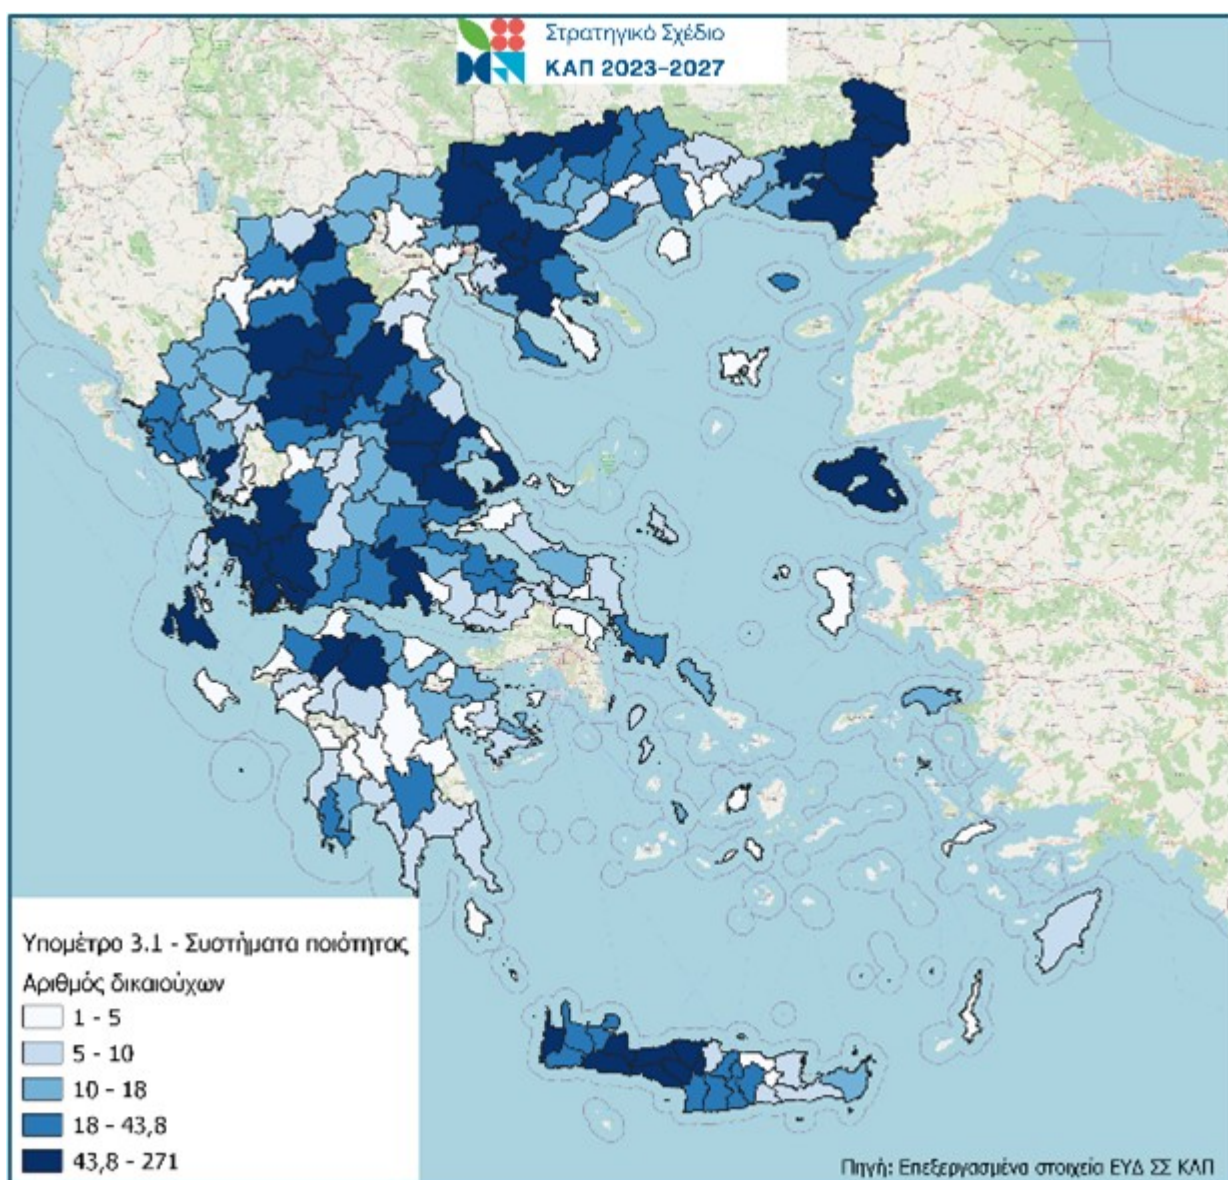 Στρατηγικό Σχέδιο
ΚΑΠ 2023–2027
Υπομέτρο 3.1 - Συστήματα ποιότητας
Αριθμός δικαιούχων
1 - 5
5 - 10
10 - 18
18 - 43,8
43,8 - 271
Πηγή: Επεξεργασμένα στοιχεία ΕΥΔ ΣΣ ΚΑΠ